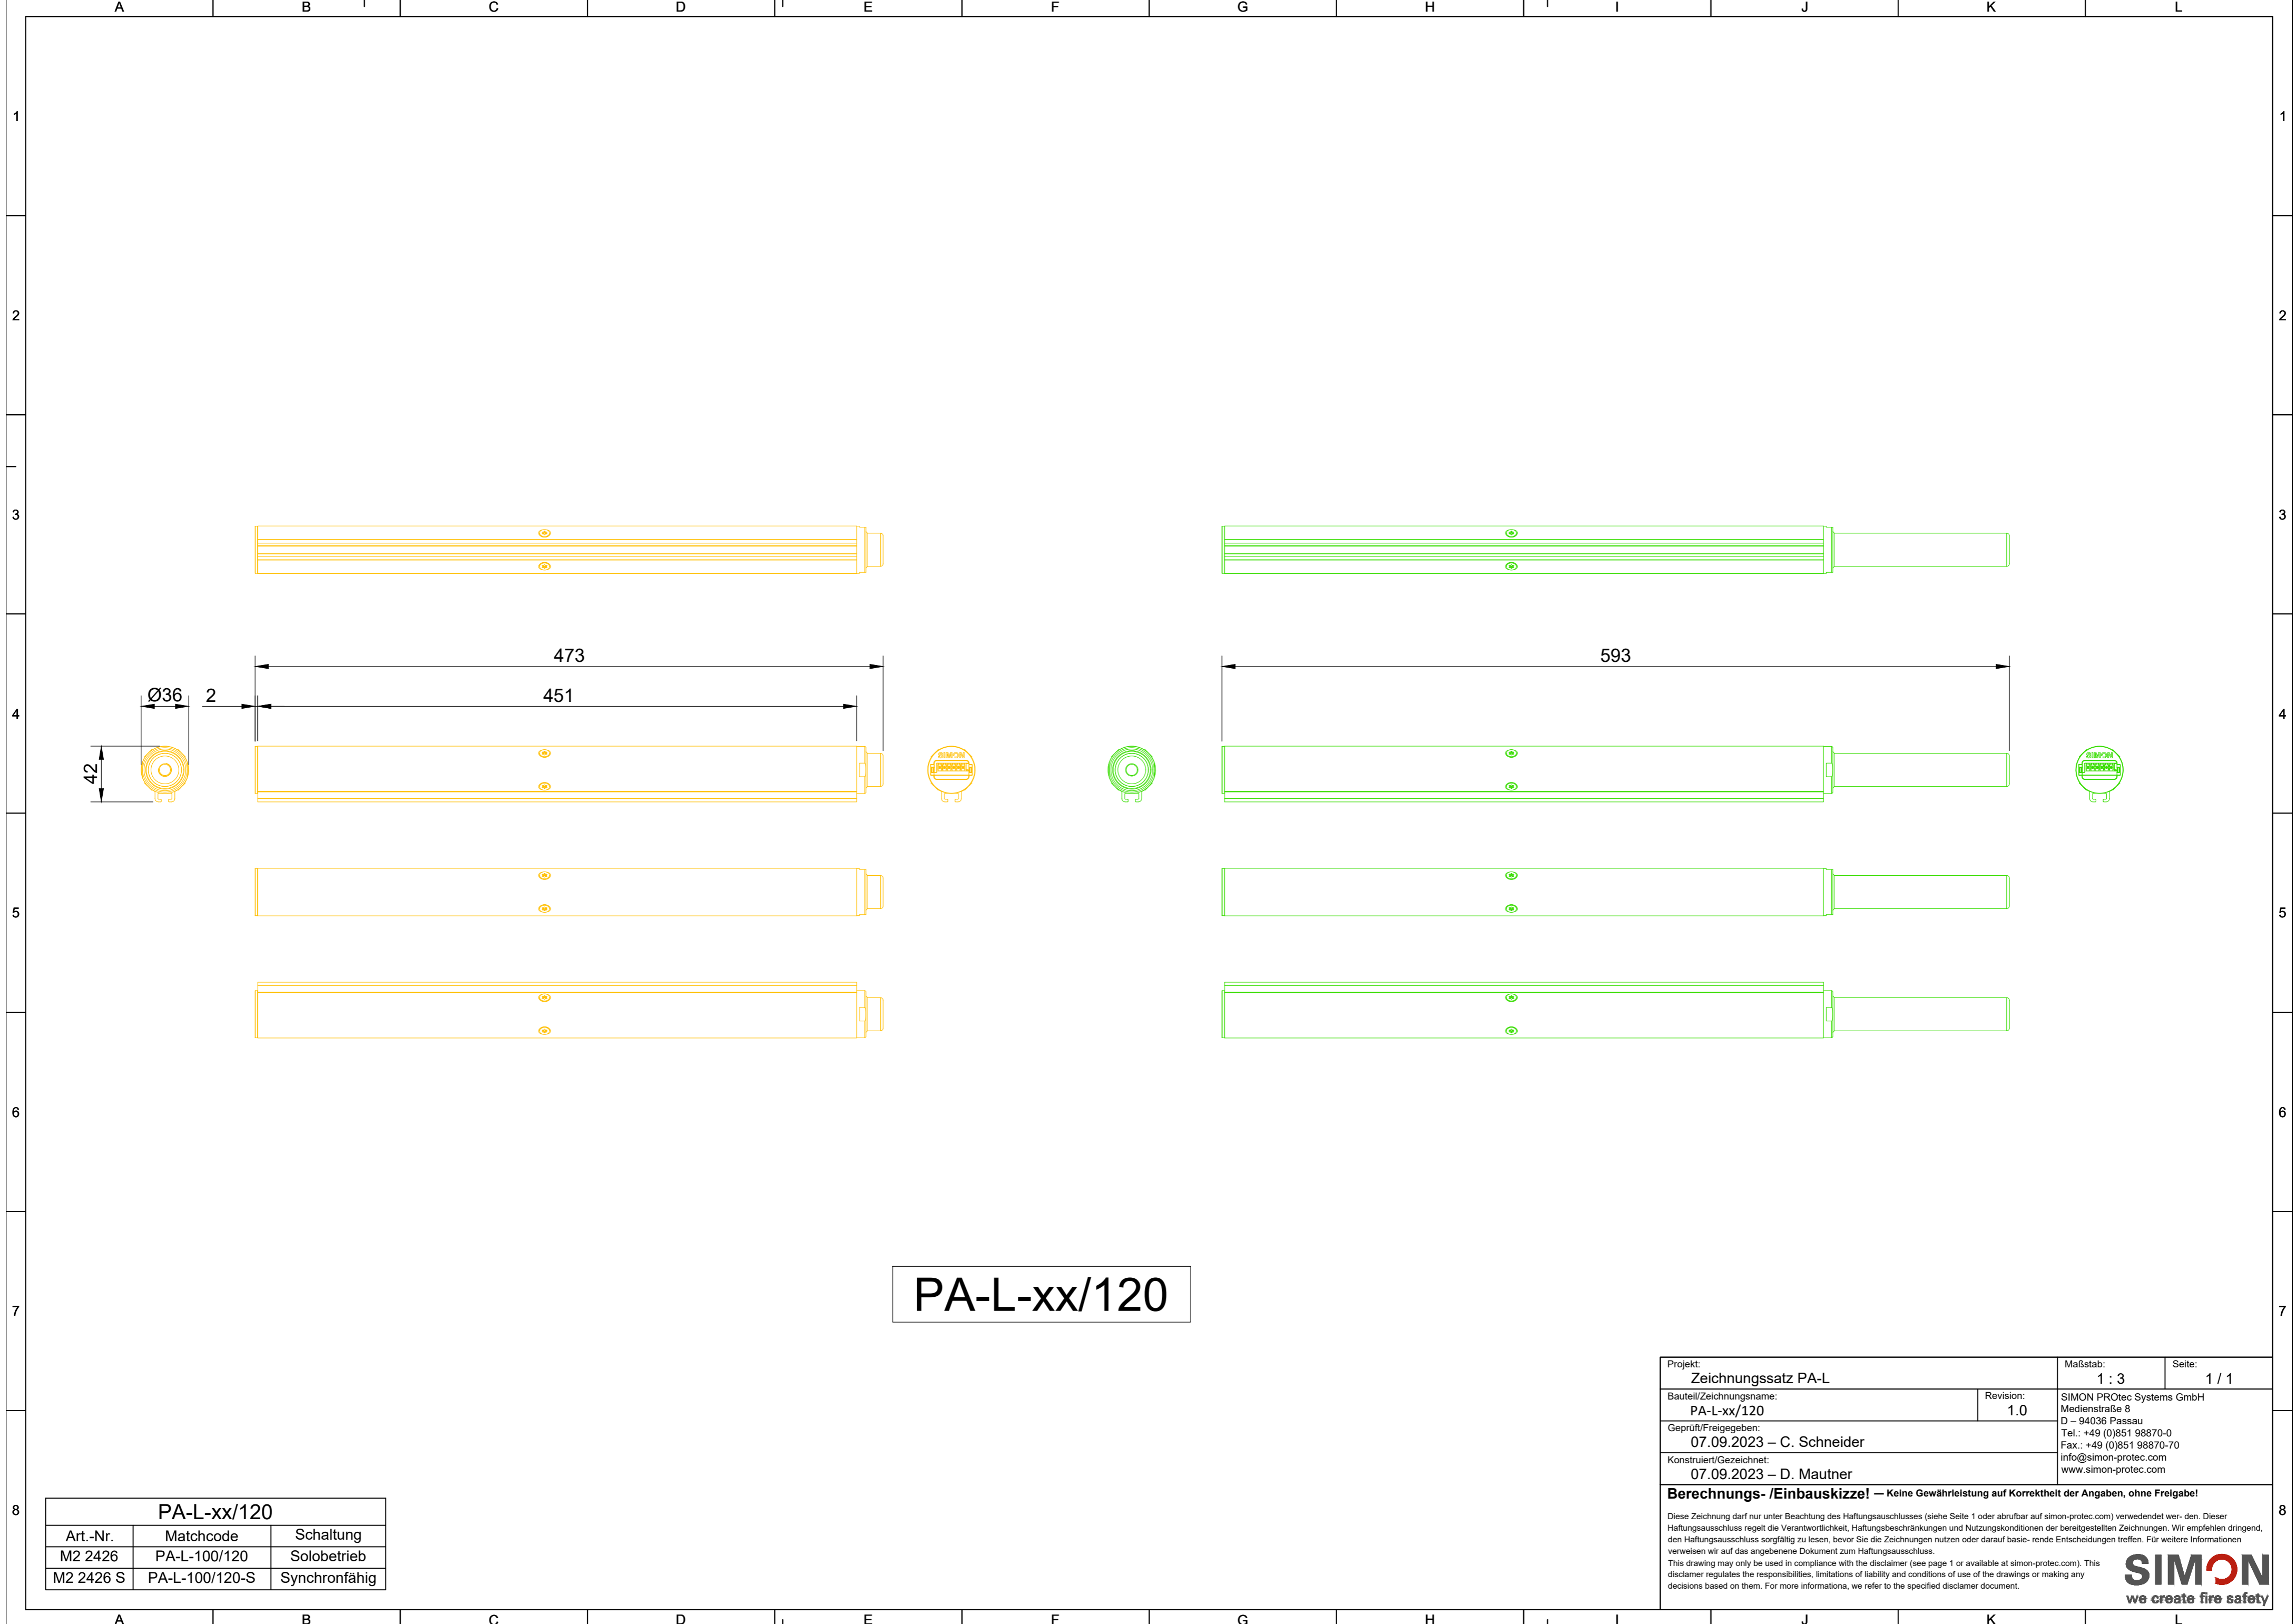 A B C D E F G H I J K L
1 1
2 2
3 3
473 593
Ø36 2 451
4 4
42
SIMON SIMON
5 5
6 6
PA-L-xx/120
7 7
Projekt: Maßstab: Seite:
Zeichnungssatz PA-L 1 : 3 1 / 1
Bauteil/Zeichnungsname: Revision:
PA-L-xx/120 1.0
Geprüft/Freigegeben:
07.09.2023 – C. Schneider
Konstruiert/Gezeichnet:
07.09.2023 – D. Mautner
SIMON PROtec Systems GmbH
Medienstraße 8
D – 94036 Passau
Tel.: +49 (0)851 98870-0
Fax.: +49 (0)851 98870-70
info@simon-protec.com
www.simon-protec.com
Berechnungs- /Einbauskizze! — Keine Gewährleistung auf Korrektheit der Angaben, ohne Freigabe!
8 8
Diese Zeichnung darf nur unter Beachtung des Haftungsauschlusses (siehe Seite 1 oder abrufbar auf simon-protec.com) verwedendet wer- den. Dieser
Haftungsausschluss regelt die Verantwortlichkeit, Haftungsbeschränkungen und Nutzungskonditionen der bereitgestellten Zeichnungen. Wir empfehlen dringend,
den Haftungsausschluss sorgfältig zu lesen, bevor Sie die Zeichnungen nutzen oder darauf basie- rende Entscheidungen treffen. Für weitere Informationen
verweisen wir auf das angebenene Dokument zum Haftungsausschluss.
This drawing may only be used in compliance with the disclaimer (see page 1 or available at simon-protec.com). This
disclamer regulates the responsibilities, limitations of liability and conditions of use of the drawings or making any
decisions based on them. For more informationa, we refer to the specified disclamer document.
SIMON
we create fire safety
PA-L-xx/120
Art.-Nr. Matchcode Schaltung
M2 2426 PA-L-100/120 Solobetrieb
M2 2426 S PA-L-100/120-S Synchronfähig
A B C D E F G H I J K L